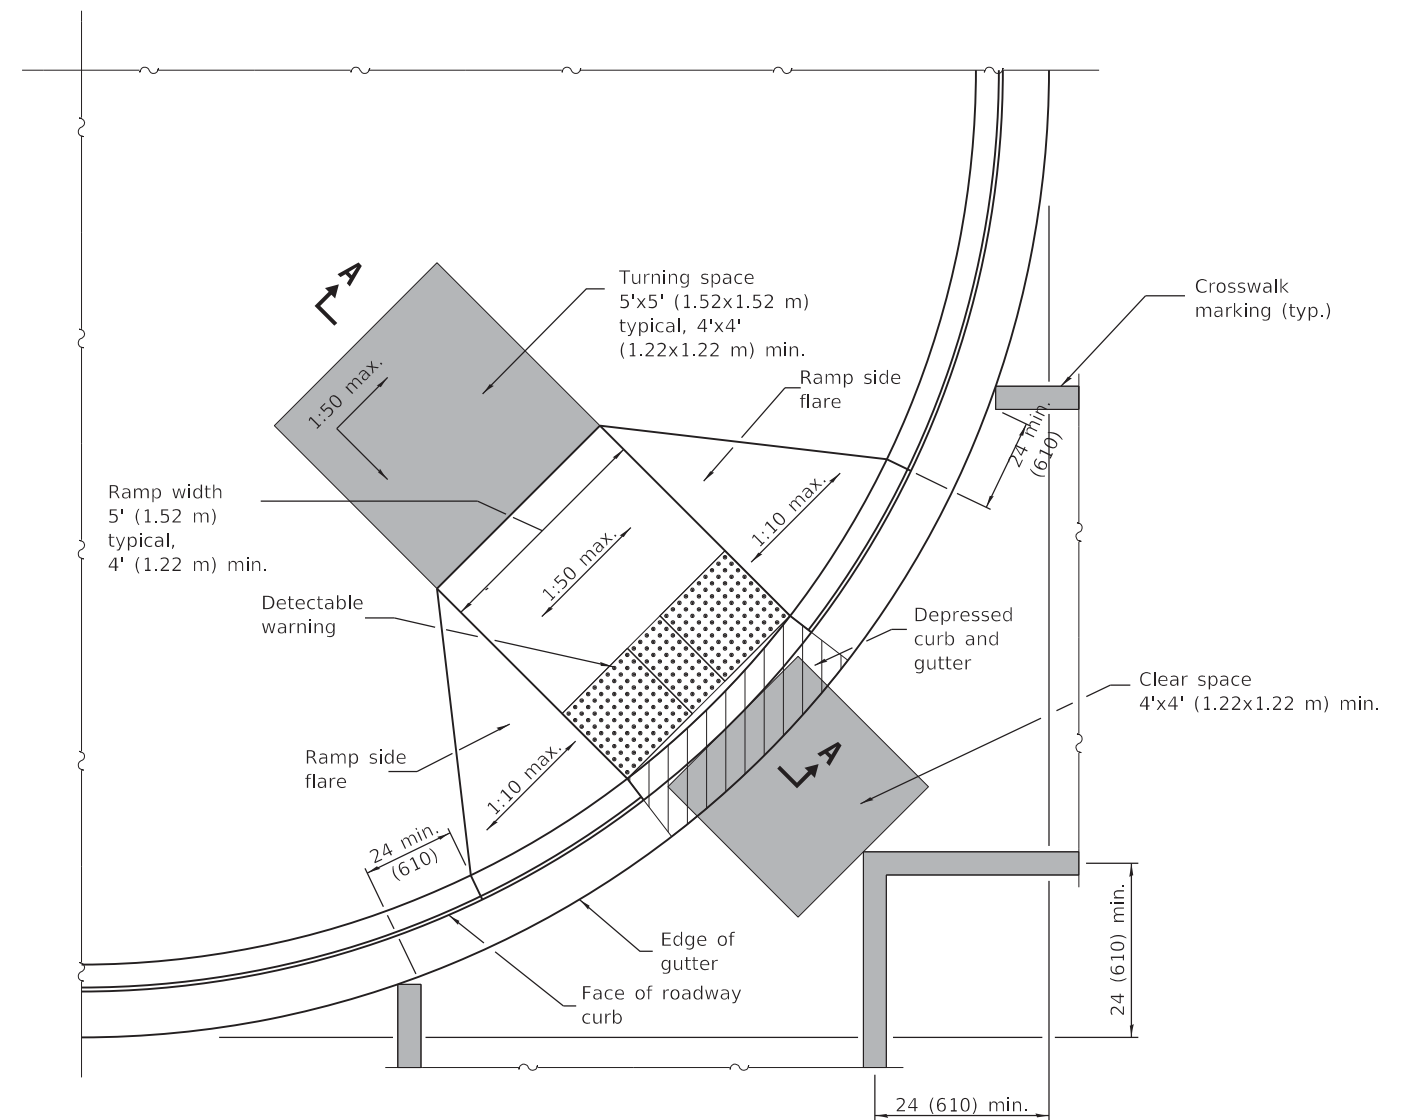 A
Turning space
5'x5' (1.52x1.52 m)
typical, 4'x4'
(1.22x1.22 m) min.
Crosswalk
marking (typ.)
1:50 max.
Ramp side
flare
24 min.
(610)
Ramp width
5' (1.52 m)
typical,
4' (1.22 m) min.
1:10 max.
1:50 max.
Detectable
warning
Depressed
curb and
gutter
Clear space
4'x4' (1.22x1.22 m) min.
A
Ramp side
flare
1:10 max.
24 min.
(610)
Edge of
gutter
Face of roadway
curb
24 (610) min.
24 (610) min.